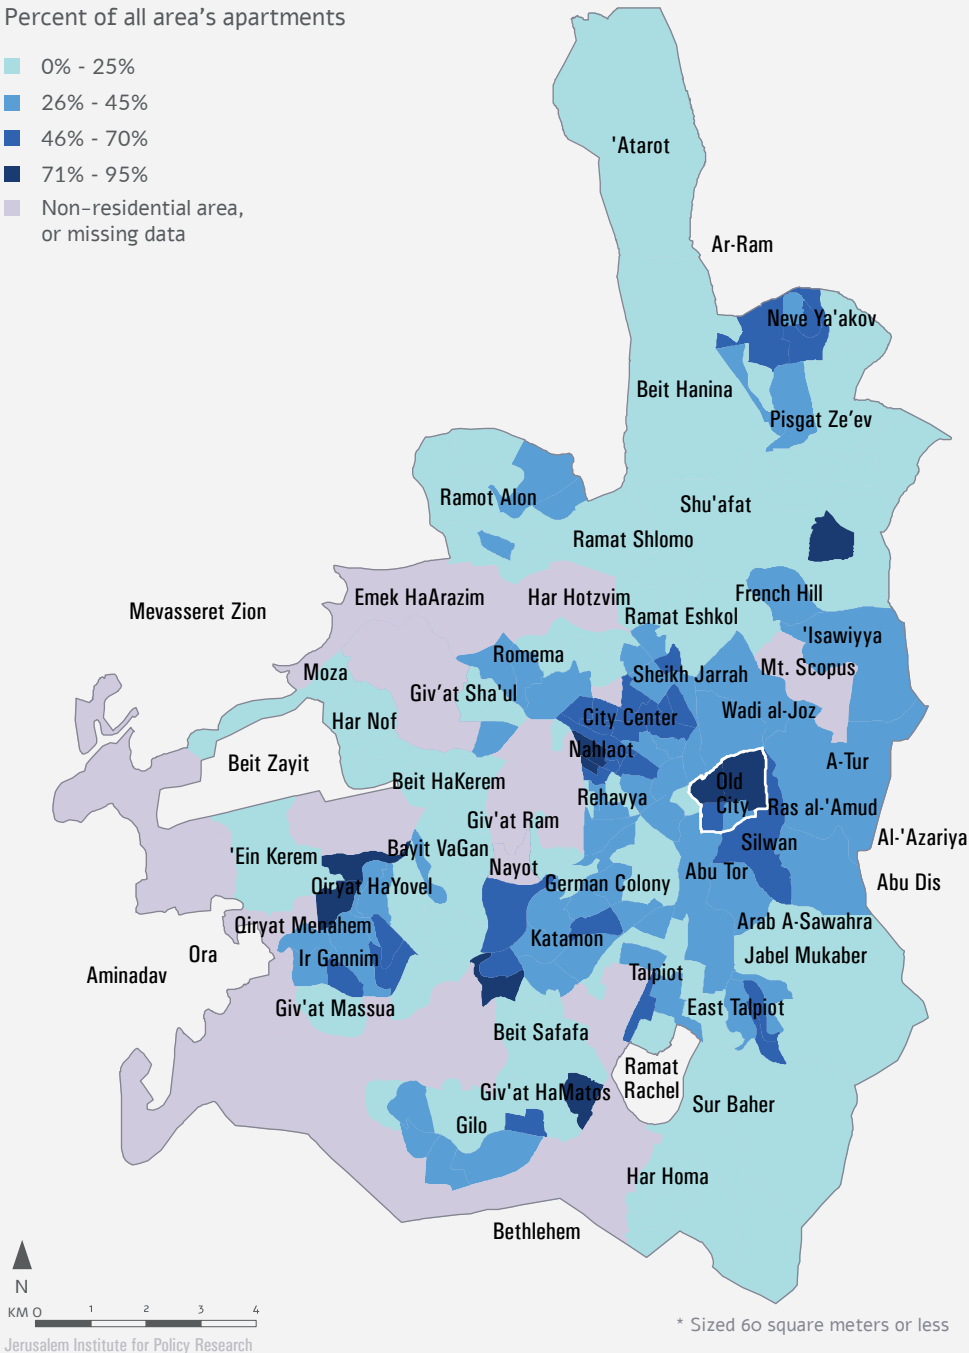 Percent of all area's apartments
0% - 25%
26% - 45%
46% - 70%
71% - 95%
Non-residential area,
or missing data
'Atarot
Ar-Ram
Neve Ya'akov
Beit Hanina
Pisgat Ze'ev
Ramot Alon
Shu'afat
Ramat Shlomo
French Hill
Emek HaArazim
Har Hotzvim
Mevasseret Zion
Ramat Eshkol
'Isawiyya
Romema
Mt. Scopus
Moza
Sheikh Jarrah
Giv'at Sha'ul
Wadi al-Joz
Har Nof
City Center
Nahlaot
Beit Zayit
A-Tur
Beit HaKerem
Old
City
Rehavya
Ras al-'Amud
Giv'at Ram
Al-'Azariya
Silwan
Bayit VaGan
'Ein Kerem
Nayot
Abu Tor
Abu Dis
Qiryat HaYovel
German Colony
Qiryat Menahem
Arab A-Sawahra
Katamon
Ora
Ir Gannim
Jabel Mukaber
Aminadav
Talpiot
Giv'at Massua
East Talpiot
Beit Safafa
Ramat
Rachel
Giv'at HaMatos
Sur Baher
Gilo
Har Homa
Bethlehem
N
KM 0 1 2 3 4
* Sized 60 square meters or less
Jerusalem Institute for Policy Research